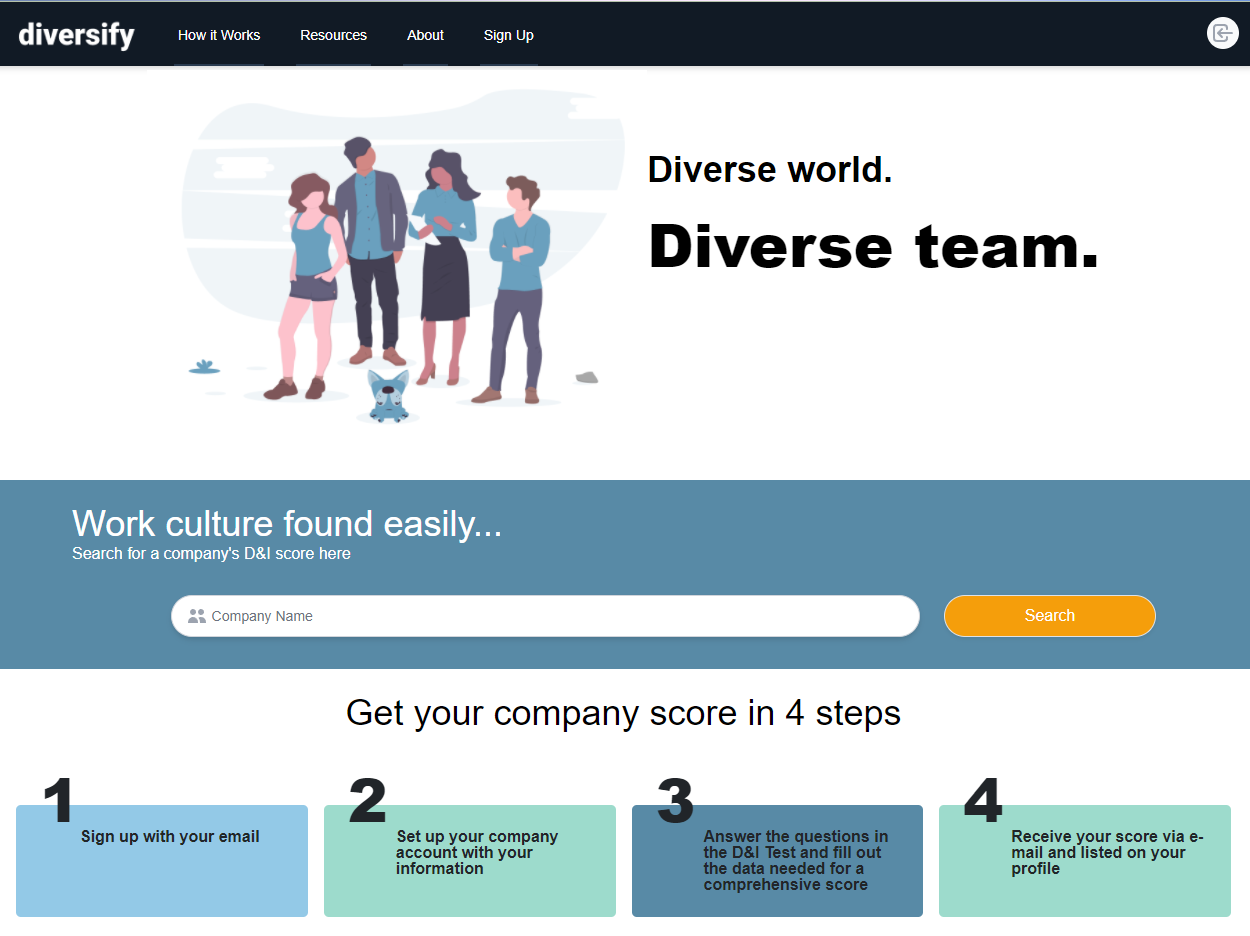 diversify
How it Works
Resources
About
Sign Up
Diverse world.
Diverse team.
Work culture found easily...
Search for a company's D&I score here
Company Name
Search
Get your company score in 4 steps
1
Sign up with your email
2
Set up your company
account with your
information
3
Answer the questions in
the D&I Test and fill out
the data needed for a
comprehensive score
4
Receive your score via e-
mail and listed on your
profile